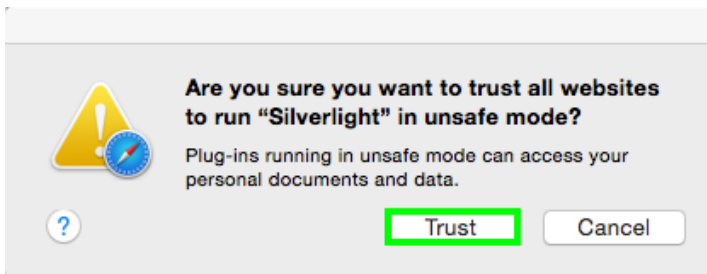 Are you sure you want to trust all websites
to run “Silverlight” in unsafe mode?
Plug-ins running in unsafe mode can access your
personal documents and data.
?
Trust
Cancel